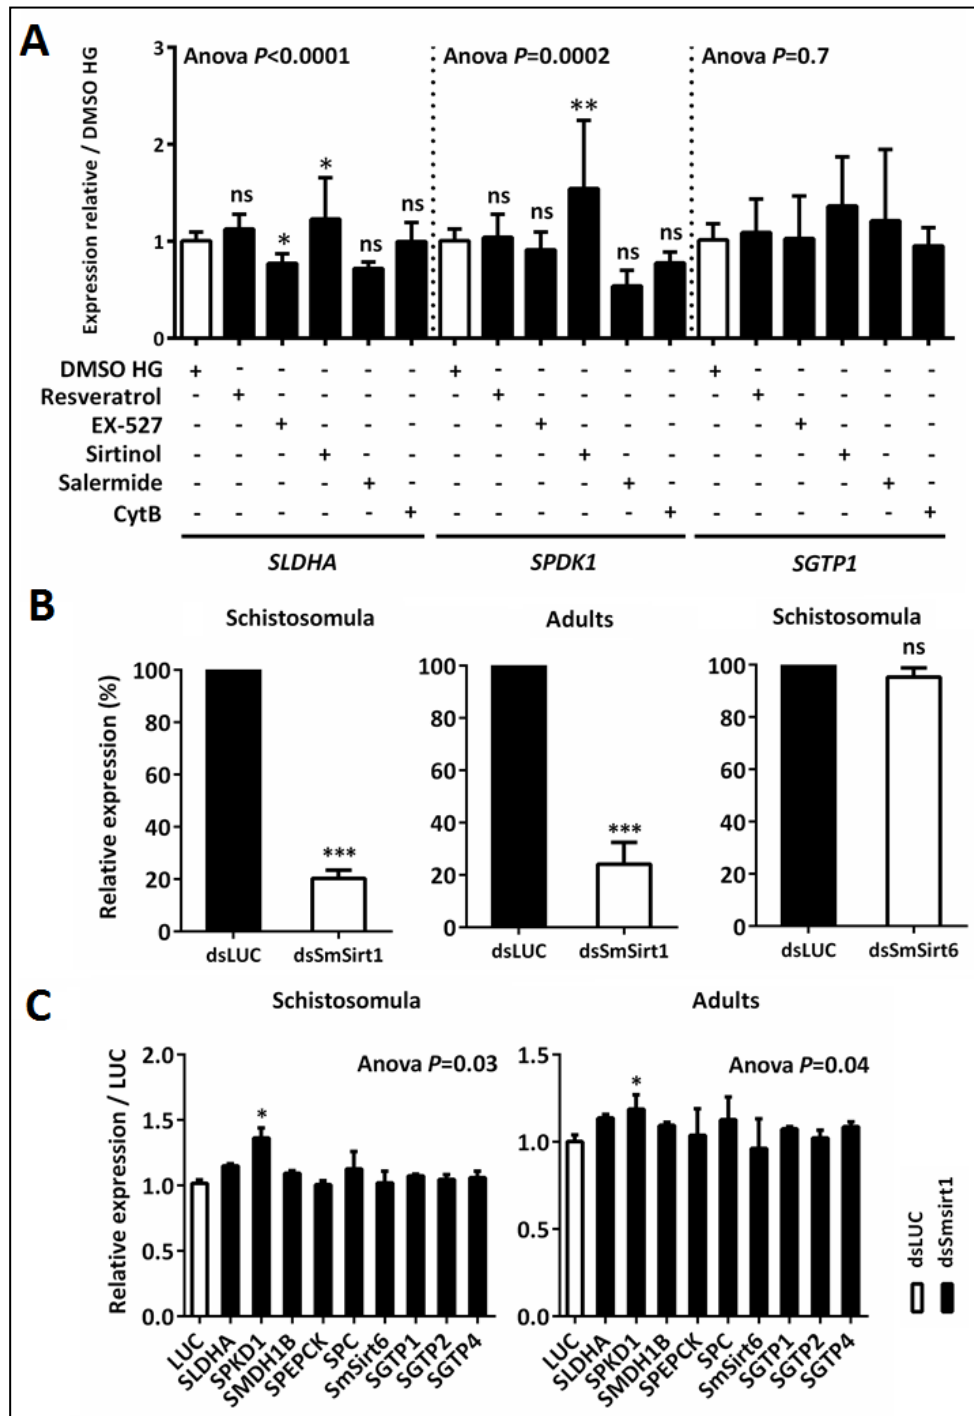 A
Expression relative / DMSO HG
3
2
1
0
Anova P<0.0001
Anova P=0.0002
Anova P=0.7
ns
*
*
ns
ns
ns
ns
**
ns
ns
DMSO HG + - - - - - + - - - - - + - - - - -
Resveratrol - + - - - - - + - - - - - + - - - -
EX-527 - - + - - - - - + - - - - - + - - -
Sirtinol - - - + - - - - - + - - - - - + - -
Salermide - - - - + - - - - - + - - - - - + -
CytB - - - - - + - - - - - + - - - - - +
SLDHA SPDK1 SGTP1
B
Schistosomula
Relative expression (%)
100
80
60
40
20
0
***
dsLUC dsSmSirt1
Adults
100
80
60
40
20
0
***
dsLUC dsSmSirt1
Schistosomula
ns
100
80
60
40
20
0
dsLUC dsSmSirt6
C
Schistosomula
Relative expression / LUC
2.0
1.5
1.0
0.5
0.0
Anova P=0.03
*
LUC
SLDHA
SPKD1
SMDH1B
SPEPCK
SPC
SmSirt6
SGTP1
SGTP2
SGTP4
Adults
1.5
1.0
0.5
0.0
Anova P=0.04
*
LUC
SLDHA
SPKD1
SMDH1B
SPEPCK
SPC
SmSirt6
SGTP1
SGTP2
SGTP4
dsLUC
dsSmsirt1